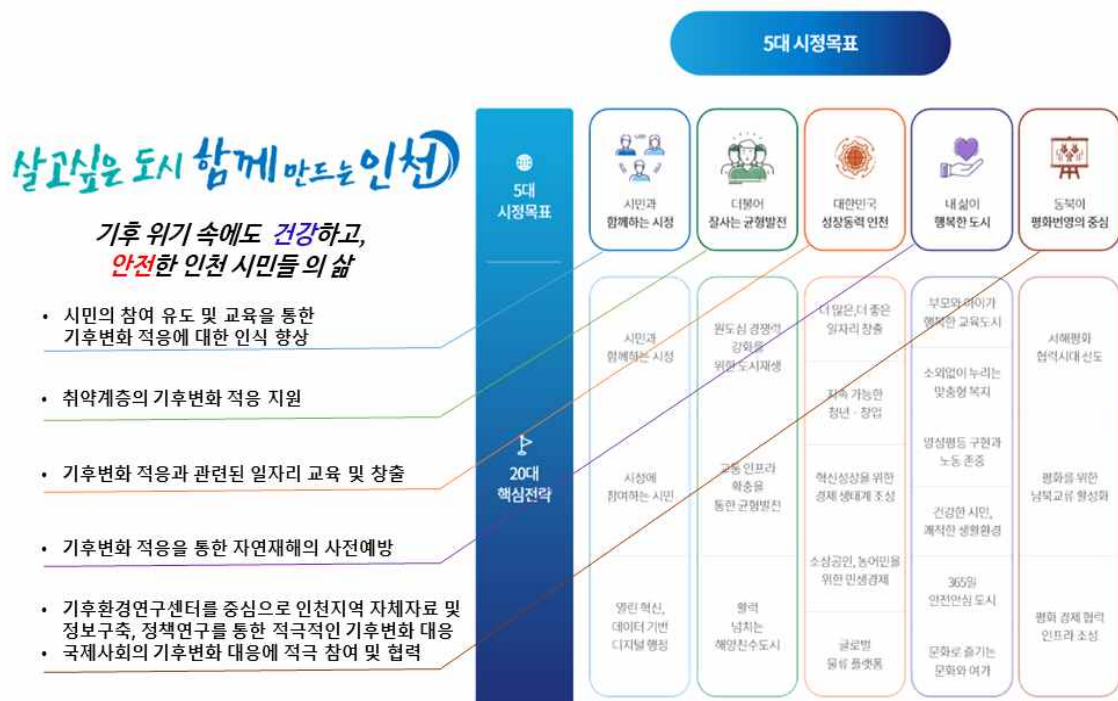 5대 시정목표
살고싶은 도시 함께 만드는 인천
기후 위기 속에도 건강하고,
안전한 인천 시민들 의 삶
• 시민의 참여 유도 및 교육을 통한
기후변화 적응에 대한 인식 향상
• 취약계층의 기후변화 적응 지원
• 기후변화 적응과 관련된 일자리 교육 및 창출
• 기후변화 적응을 통한 자연재해의 사전예방
• 기후환경연구센터를 중심으로 인천지역 자체자료 및
정보구축, 정책연구를 통한 적극적인 기후변화 대응
• 국제사회의 기후변화 대응에 적극 참여 및 협력
5대
시정목표
시민과
함께하는 시정
더불어
잘사는 균형발전
대한민국
성장동력 인천
내 삶이
행복한 도시
동북아
평화번영의 중심
20대
핵심전략
시민과
함께하는 시정
시정에
참여하는 시민
열린 혁신,
데이터 기반
디지털 행정
원도심 경쟁력
강화를
위한 도시재생
교통 인프라
확충을
통한 균형발전
활력
넘치는
해양친수도시
더 많은,더 좋은
일자리 창출
지속 가능한
청년 · 창업
혁신성장을 위한
경제 생태계 조성
소상공인, 농어민을
위한 민생경제
글로벌
물류 플랫폼
부모와 아이가
행복한 교육도시
소외없이 누리는
맞춤형 복지
양성평등 구현과
노동 존중
건강한 시민,
쾌적한 생활환경
365일
안전안심 도시
문화로 즐기는
문화와 여가
서해평화
협력시대 선도
평화를 위한
남북교류 활성화
평화 경제 협력
인프라 조성